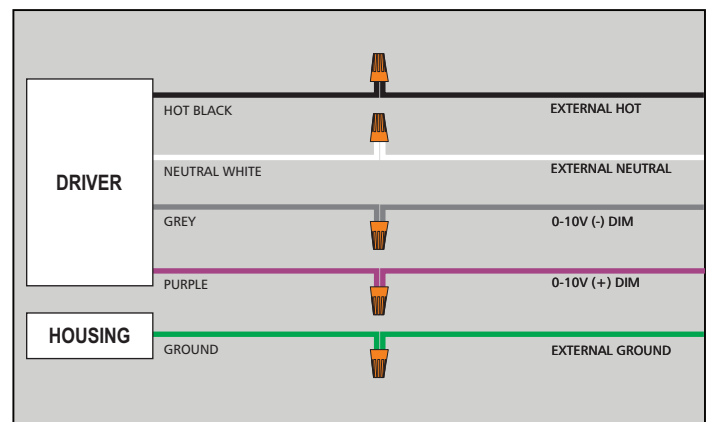 HOT BLACK
EXTERNAL HOT
DRIVER
NEUTRAL WHITE
EXTERNAL NEUTRAL
GREY
0-10V (-) DIM
PURPLE
0-10V (+) DIM
HOUSING
GROUND
EXTERNAL GROUND